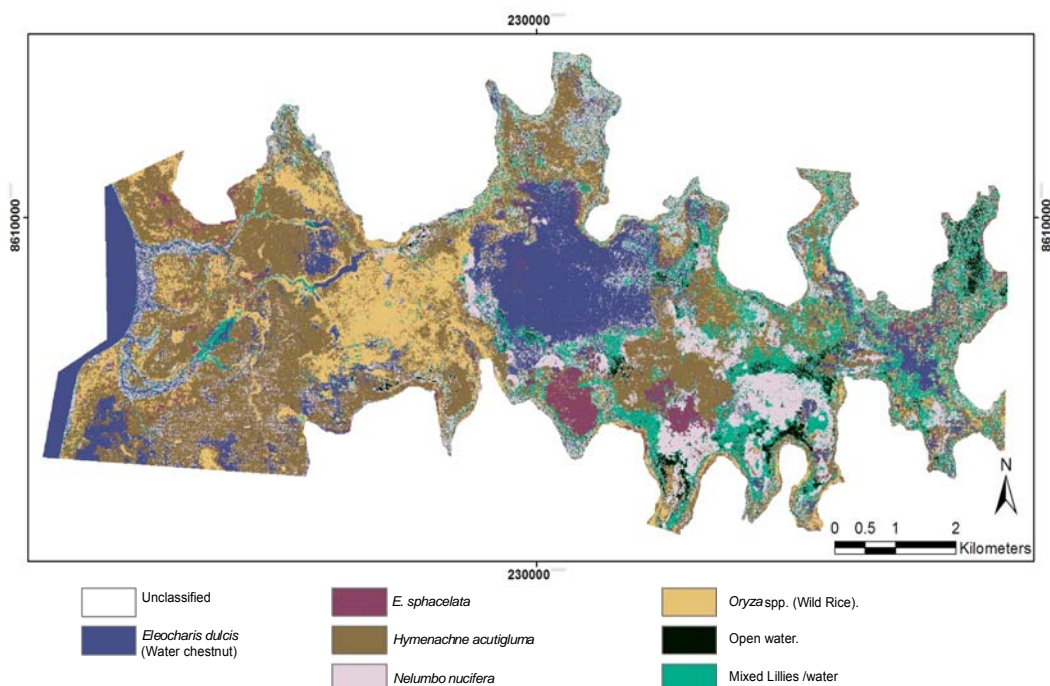 230000
8610000
8610000
N
0 0.5 1 2
Kilometers
230000
Unclassified
Eleocharis dulcis
(Water chestnut)
E. sphacelata
Hymenachne acutigluma
Nelumbo nucifera
Oryza spp. (Wild Rice).
Open water.
Mixed Lillies /water